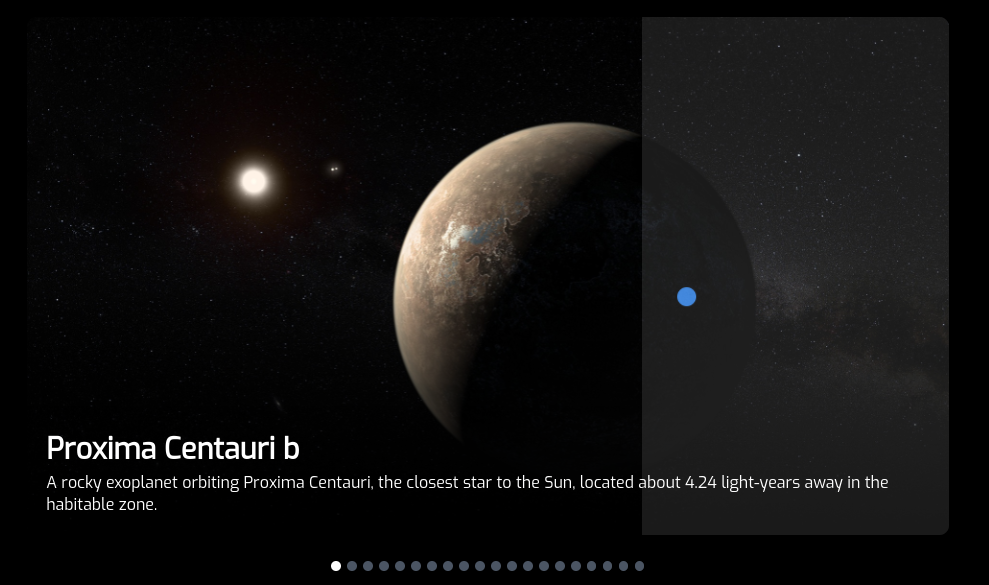 Proxima Centauri b
A rocky exoplanet orbiting Proxima Centauri, the closest star to the Sun, located about 4.24 light-years away in the
habitable zone.